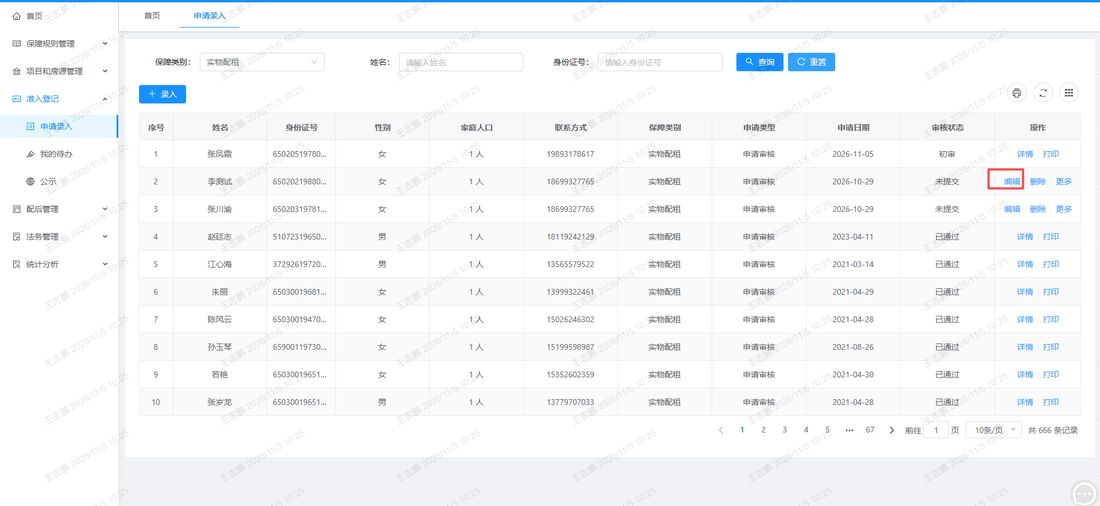 首页
保障规则管理
项目和房源管理
准入登记
申请录入
我的待办
公示
配后管理
法务管理
统计分析
首页 申请录入
保障类别： 实物配租 姓名： 请输入姓名 身份证号： 请输入身份证号 查询 重置
录入
序号 姓名 身份证号 性别 家庭人口 联系方式 保障类别 申请类型 申请日期 审核状态 操作
1 张凤霞 65020519780... 女 1 人 19893178617 实物配租 申请审核 2026-11-05 初审 详情 打印
2 李测试 65020219880... 女 1 人 18699327765 实物配租 申请审核 2026-10-29 未提交 编辑 删除 更多
3 张川渝 65020319781... 女 1 人 18699327765 实物配租 申请审核 2026-10-29 未提交 编辑 删除 更多
4 赵廷志 51072319650... 男 1 人 18119242129 实物配租 申请审核 2023-04-11 已通过 详情 打印
5 江心海 37292619720... 男 1 人 13565579522 实物配租 申请审核 2021-03-14 已通过 详情 打印
6 朱丽 65030019681... 女 1 人 13999322461 实物配租 申请审核 2021-04-29 已通过 详情 打印
7 陈风云 65030019470... 女 1 人 15026246302 实物配租 申请审核 2021-04-28 已通过 详情 打印
8 孙玉琴 65900119730... 女 1 人 15199598987 实物配租 申请审核 2021-08-26 已通过 详情 打印
9 若艳 65030019651... 女 1 人 15352602359 实物配租 申请审核 2021-04-30 已通过 详情 打印
10 张岁龙 65030019651... 男 1 人 13779707033 实物配租 申请审核 2021-04-28 已通过 详情 打印
1 2 3 4 5 ••• 67 前往 1 页 10条/页 共 666 条记录
王志鹏 2026/11/5 10:25